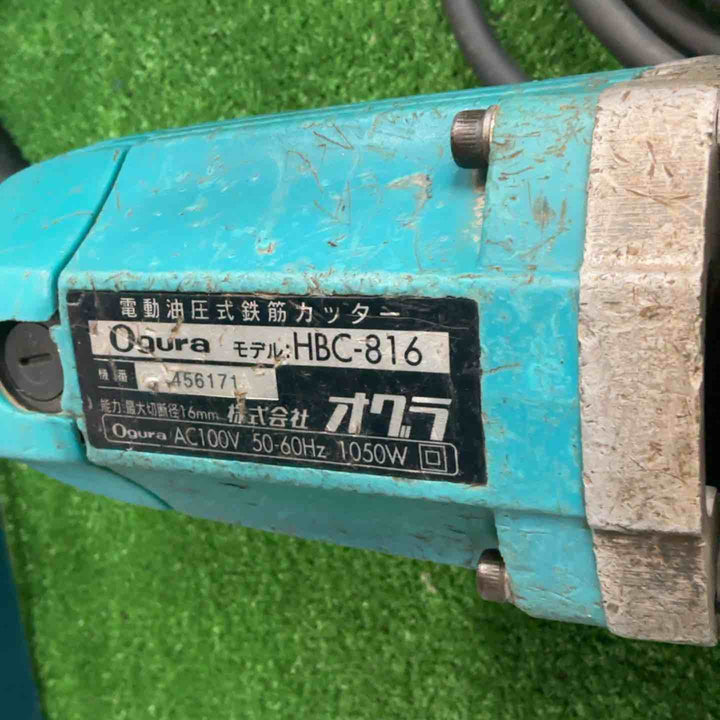 電動油圧式鉄筋カッター
Ogura モデル:HBC-816
機 番 456171
能力:最大切断径16mm 株式会社 オグラ
Ogura AC100V 50-60Hz 1050W